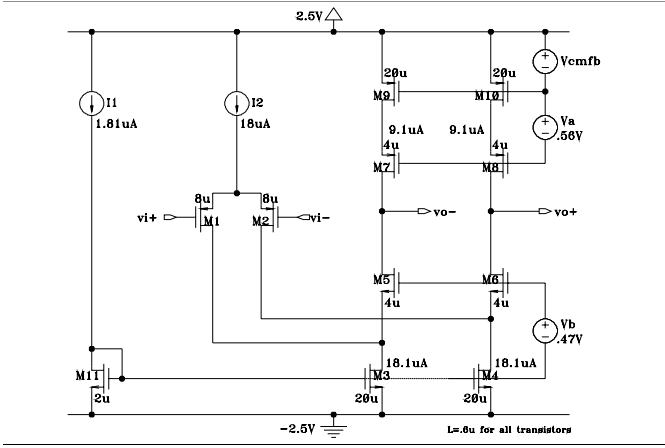 2.5V
20u
20u
Vcmfb
I1
I2
M9
M10
1.81uA
18uA
Va
.56V
9.1uA
9.1uA
4u
4u
M7
M8
8u
8u
vi+
M1
M2
vi-
vo-
vo+
M5
M6
4u
4u
Vb
.47V
18.1uA
18.1uA
M11
M3
M4
2u
20u
20u
-2.5V
L=.6u for all transistors